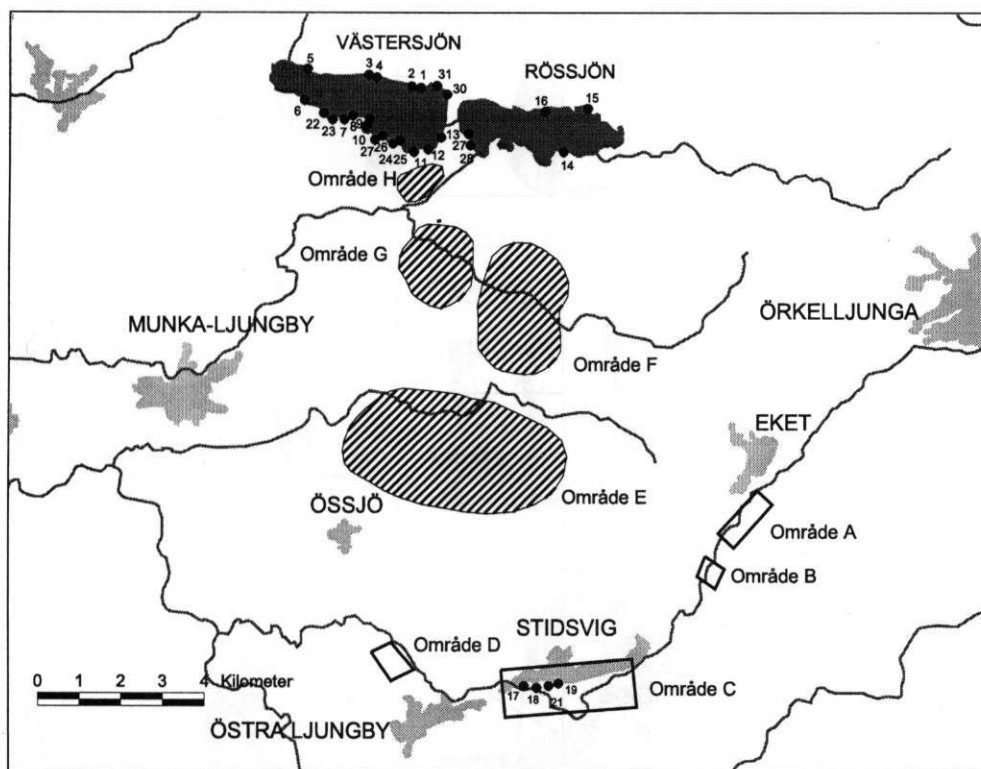 VÄSTERSJÖN
RÖSSJÖN
5
3 4
2 1 31
30
16
15
6
22
23
7
8
9
10
27
26
24
25
11
12
13
27
28
14
Område H
Område G
MUNKA-LJUNGBY
ÖRKELLJUNGA
Område F
EKET
Område E
ÖSSJÖ
Område A
Område B
STIDSVIG
Område D
0 1 2 3 4 Kilometer
17
18
21
19
Område C
ÖSTRA LJUNGBY